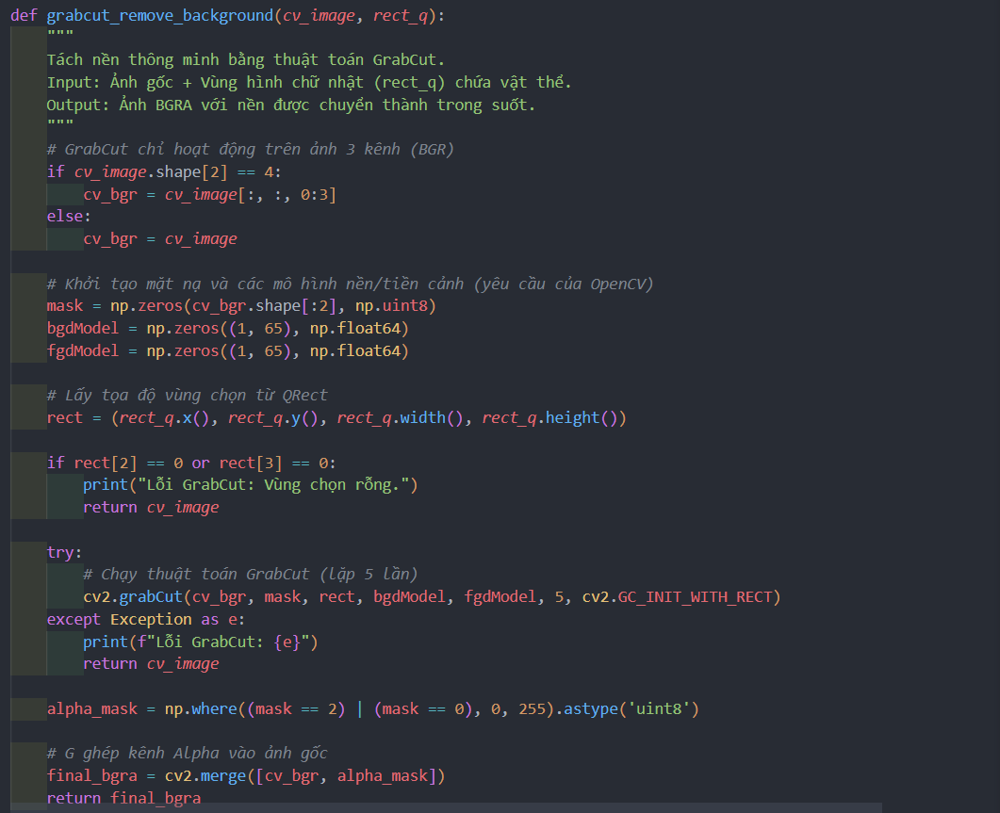 def grabcut_remove_background(cv_image, rect_q):
    """
    Tách nền thông minh bằng thuật toán GrabCut.
    Input: Ảnh gốc + Vùng hình chữ nhật (rect_q) chứa vật thể.
    Output: Ảnh BGRA với nền được chuyển thành trong suốt.
    """
    # GrabCut chỉ hoạt động trên ảnh 3 kênh (BGR)
    if cv_image.shape[2] == 4:
        cv_bgr = cv_image[:, :, 0:3]
    else:
        cv_bgr = cv_image

    # Khởi tạo mặt nạ và các mô hình nền/tiền cảnh (yêu cầu của OpenCV)
    mask = np.zeros(cv_bgr.shape[:2], np.uint8)
    bgdModel = np.zeros((1, 65), np.float64)
    fgdModel = np.zeros((1, 65), np.float64)

    # Lấy tọa độ vùng chọn từ QRect
    rect = (rect_q.x(), rect_q.y(), rect_q.width(), rect_q.height())

    if rect[2] == 0 or rect[3] == 0:
        print("Lỗi GrabCut: Vùng chọn rỗng.")
        return cv_image

    try:
        # Chạy thuật toán GrabCut (lặp 5 lần)
        cv2.grabCut(cv_bgr, mask, rect, bgdModel, fgdModel, 5, cv2.GC_INIT_WITH_RECT)
    except Exception as e:
        print(f"Lỗi GrabCut: {e}")
        return cv_image

    alpha_mask = np.where((mask == 2) | (mask == 0), 0, 255).astype('uint8')

    # G ghép kênh Alpha vào ảnh gốc
    final_bgra = cv2.merge([cv_bgr, alpha_mask])
    return final_bgra